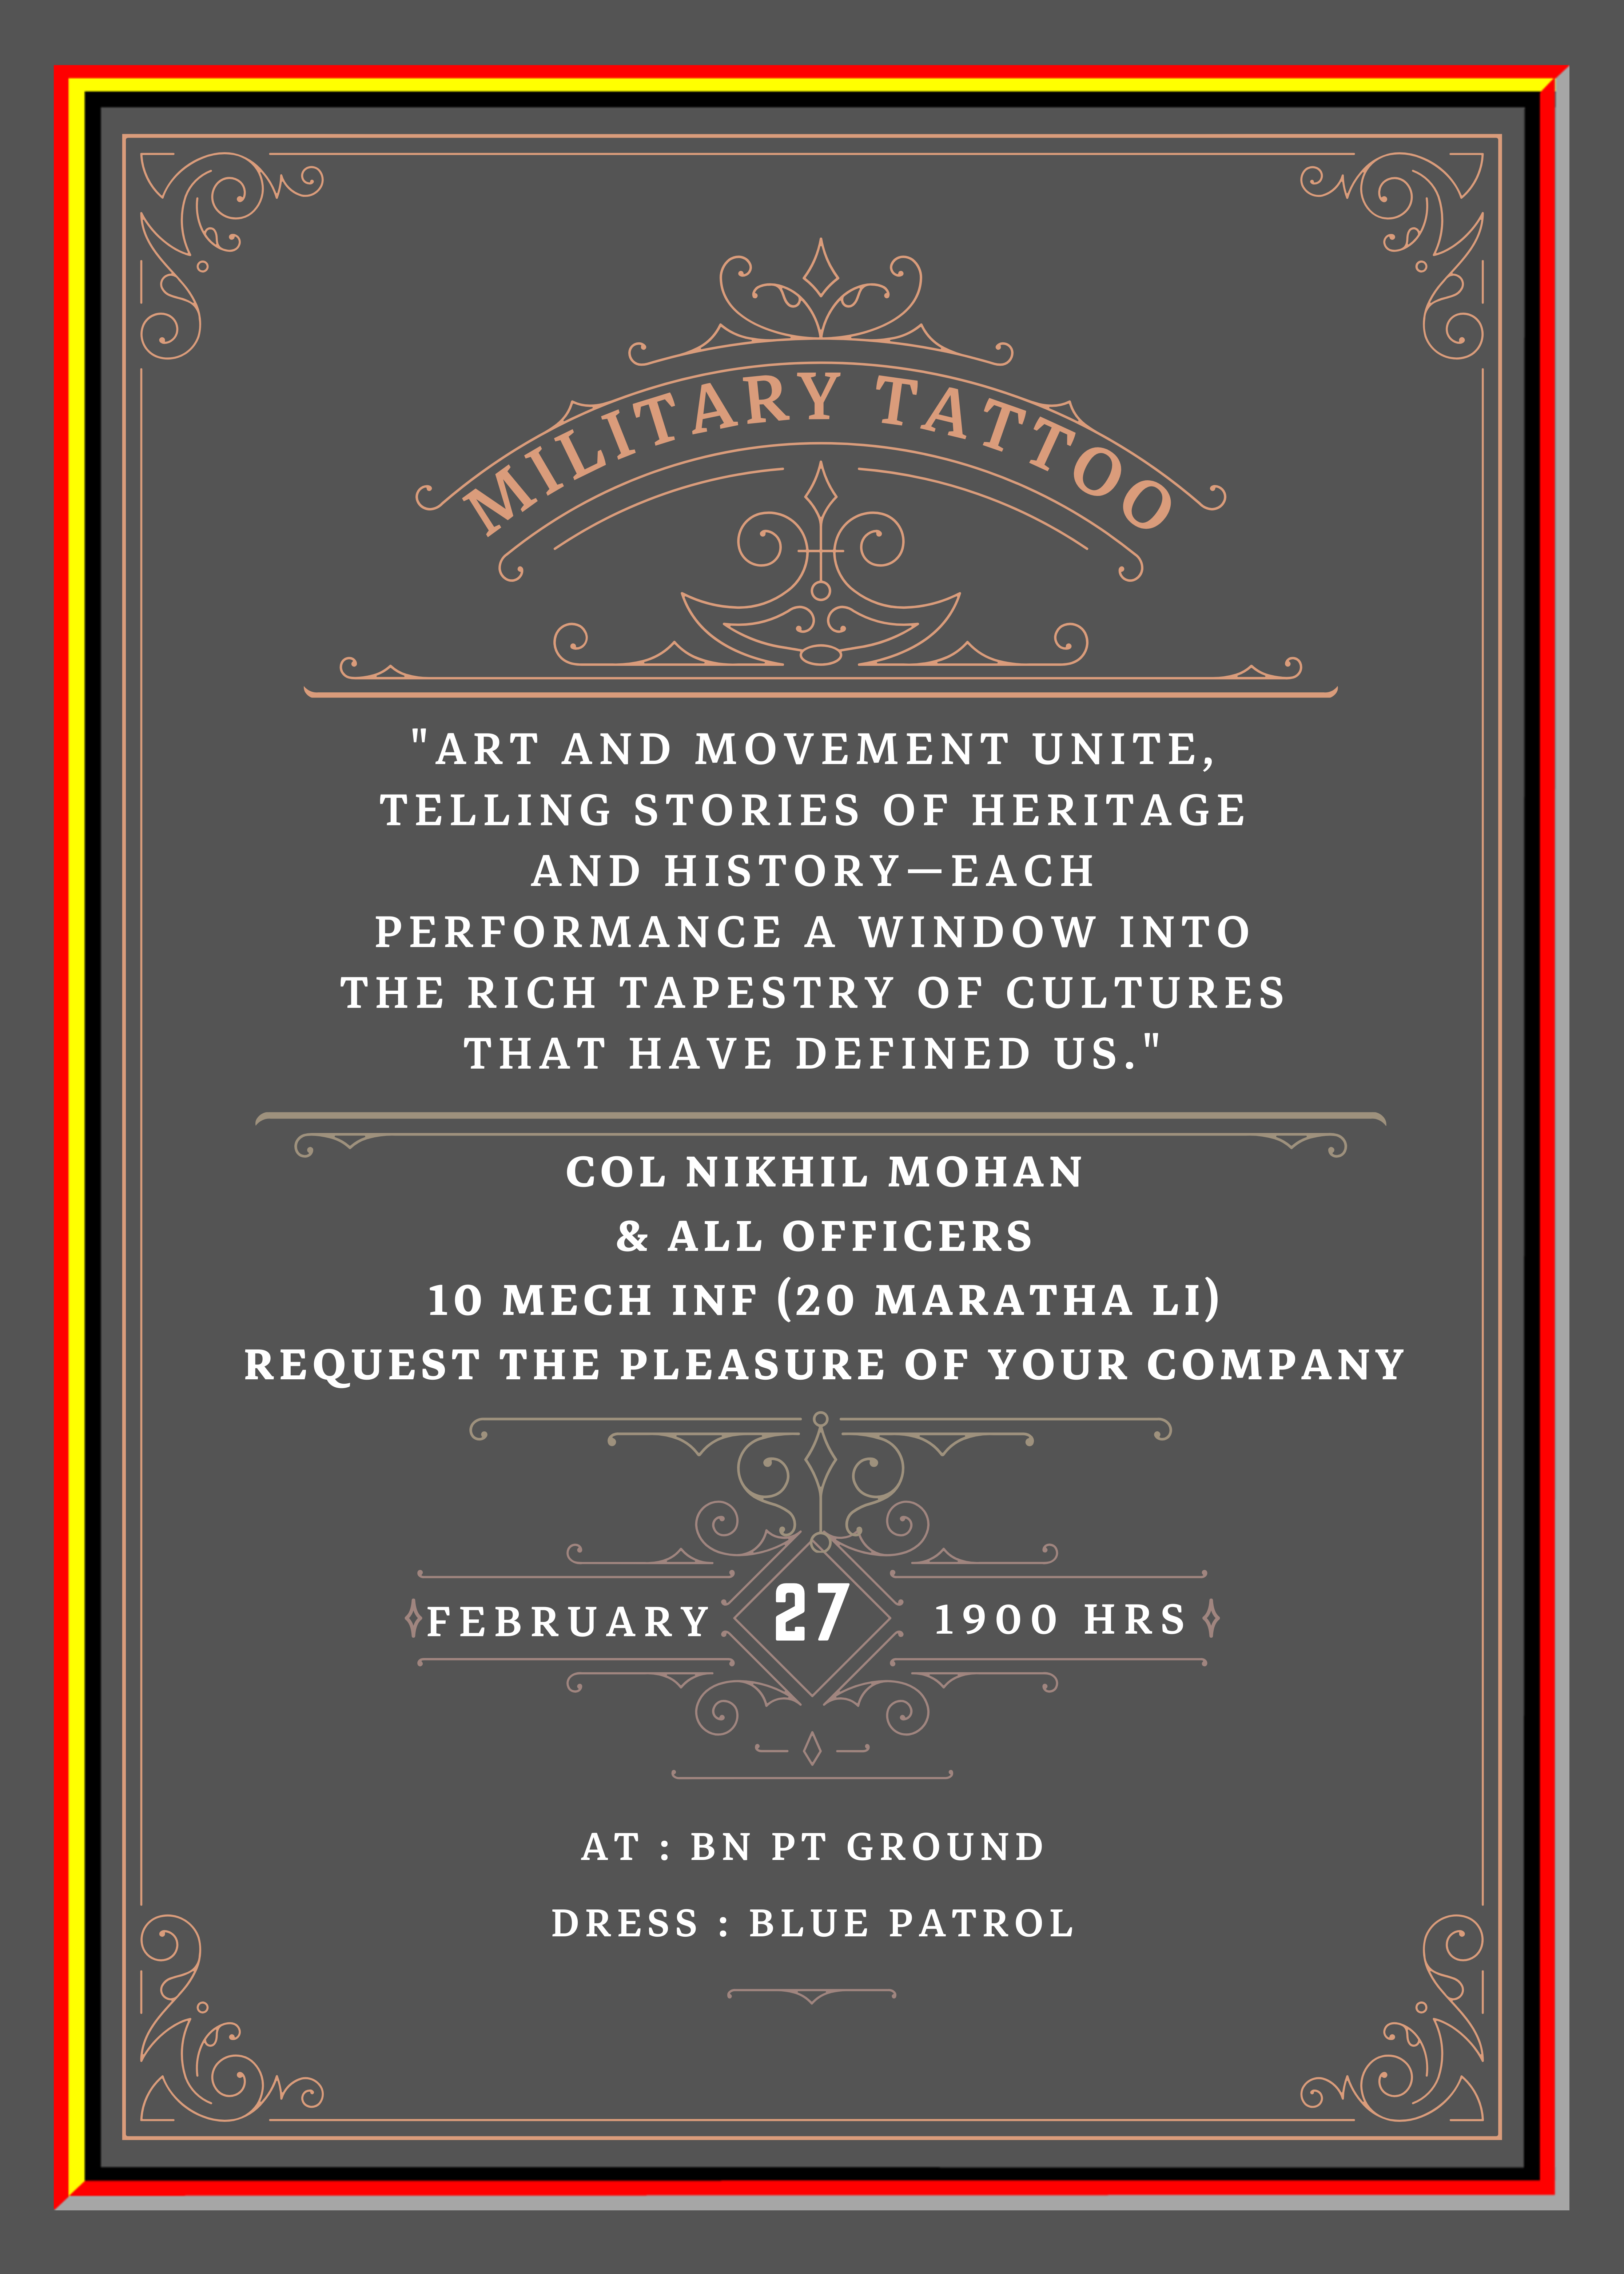 MILITARY TATTOO
"ART AND MOVEMENT UNITE,
TELLING STORIES OF HERITAGE
AND HISTORY—EACH
PERFORMANCE A WINDOW INTO
THE RICH TAPESTRY OF CULTURES
THAT HAVE DEFINED US."
COL NIKHIL MOHAN
& ALL OFFICERS
10 MECH INF (20 MARATHA LI)
REQUEST THE PLEASURE OF YOUR COMPANY
FEBRUARY 27 1900 HRS
AT : BN PT GROUND
DRESS : BLUE PATROL